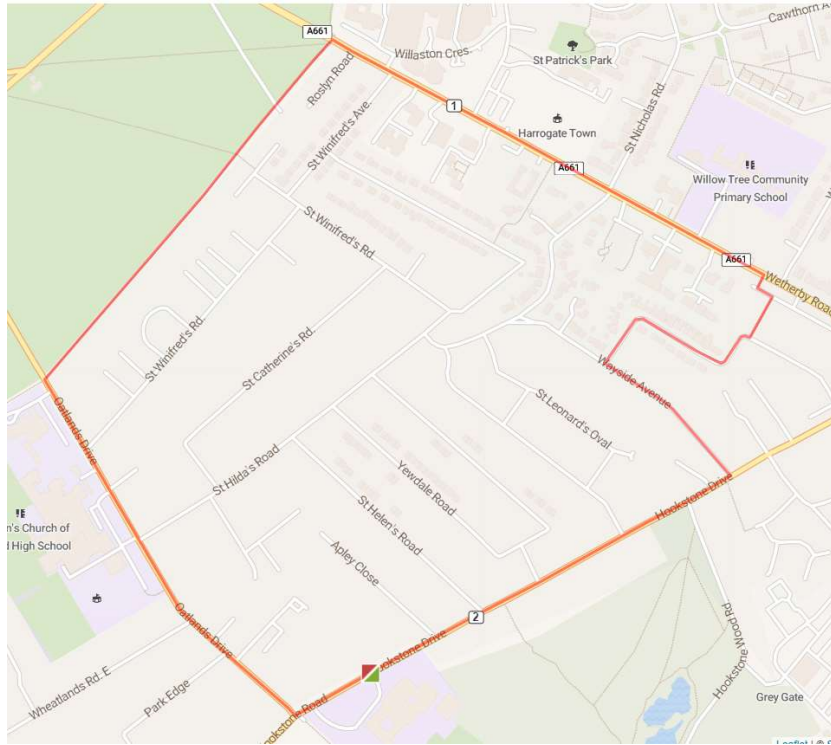 A661
Willaston Cres.
Cawthorn A
St Patrick's Park
Roslyn Road
1
St Winifred's Ave.
Harrogate Town
St Nicholas Rd.
A661
Willow Tree Community
Primary School
St Winifred's Rd.
A661
Wetherby Road
St Winifred's Rd.
St Catherine's Rd.
Wayside Avenue
St Leonard's Oval
Oatlands Drive
St Hilda's Road
Yewdale Road
Hookstone Drive
n's Church of
d High School
St Helen's Road
Apley Close
Oatlands Drive
2
Hookstone Drive
Hookstone Wood Rd
Wheatlands Rd. E
Park Edge
Grey Gate
ookstone Road
Leaflet | ©